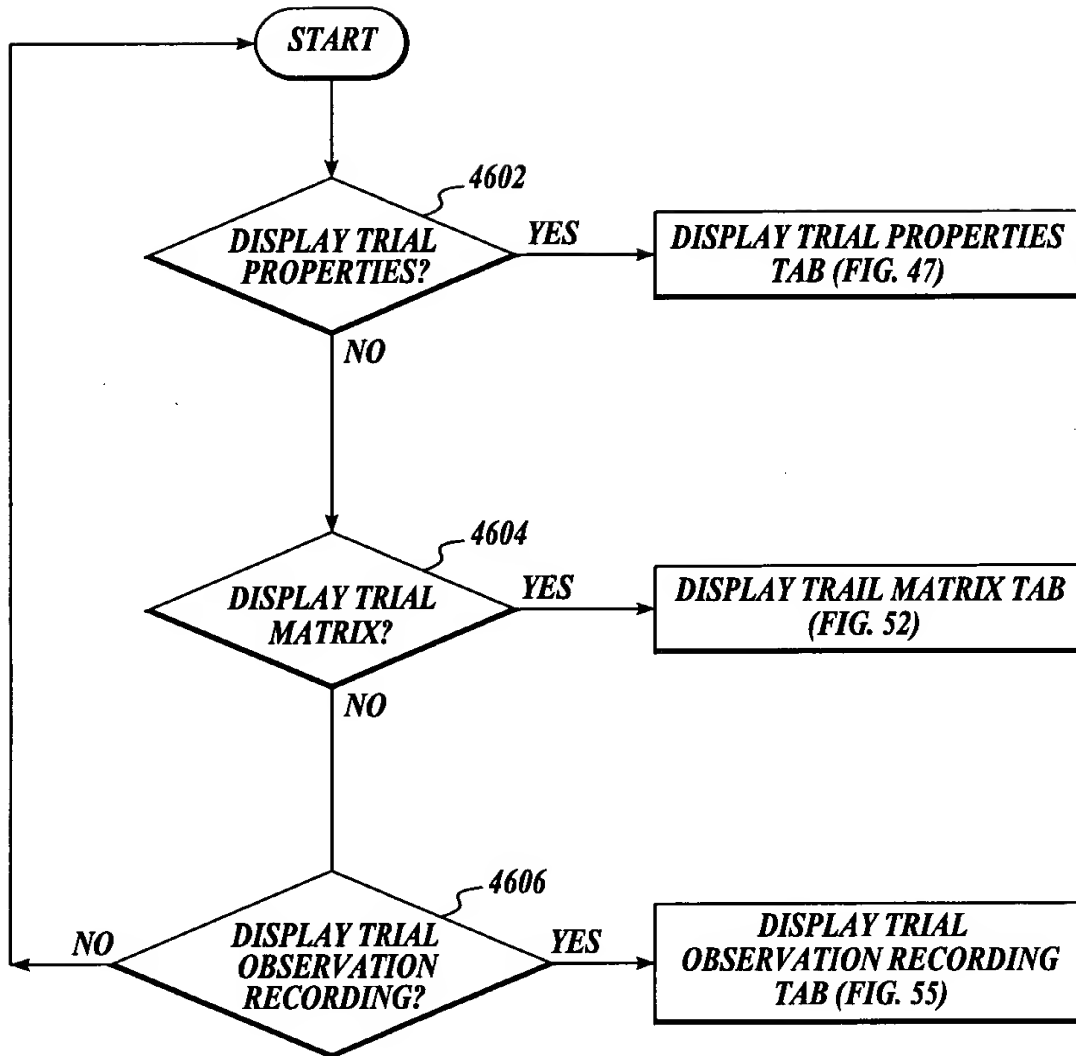 START
4602
DISPLAY TRIAL
PROPERTIES?
YES
DISPLAY TRIAL PROPERTIES
TAB (FIG. 47)
NO
4604
DISPLAY TRIAL
MATRIX?
YES
DISPLAY TRAIL MATRIX TAB
(FIG. 52)
NO
4606
NO
DISPLAY TRIAL
OBSERVATION
RECORDING?
YES
DISPLAY TRIAL
OBSERVATION RECORDING
TAB (FIG. 55)